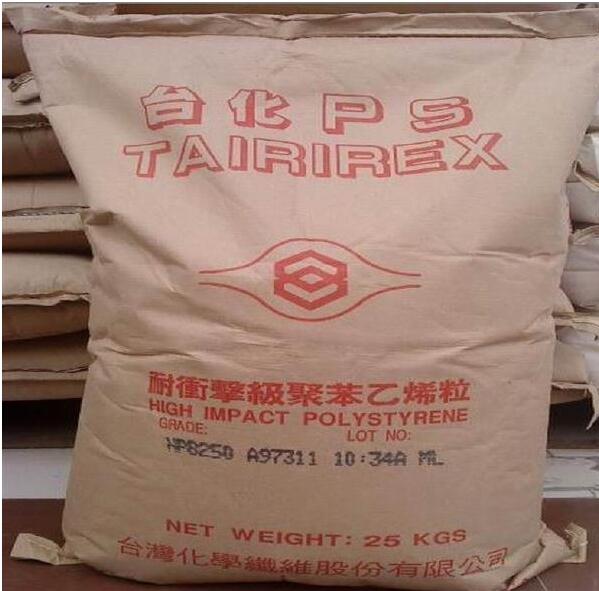 台化PS
TAIRIREX
耐衝擊級聚苯乙烯粒
HIGH IMPACT POLYSTYRENE
GRADE: LOT NO:
HP8250 A97311 10:34A ML
NET WEIGHT: 25 KGS
台灣化學纖維股份有限公司